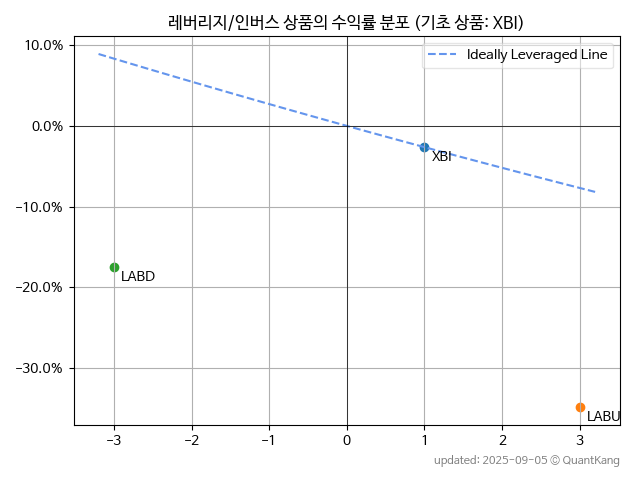 레버리지/인버스 상품의 수익률 분포 (기초 상품: XBI)
10.0%
0.0%
−10.0%
−20.0%
−30.0%
Ideally Leveraged Line
XBI
LABD
LABU
−3
−2
−1
0
1
2
3
updated: 2025-09-05 © QuantKang